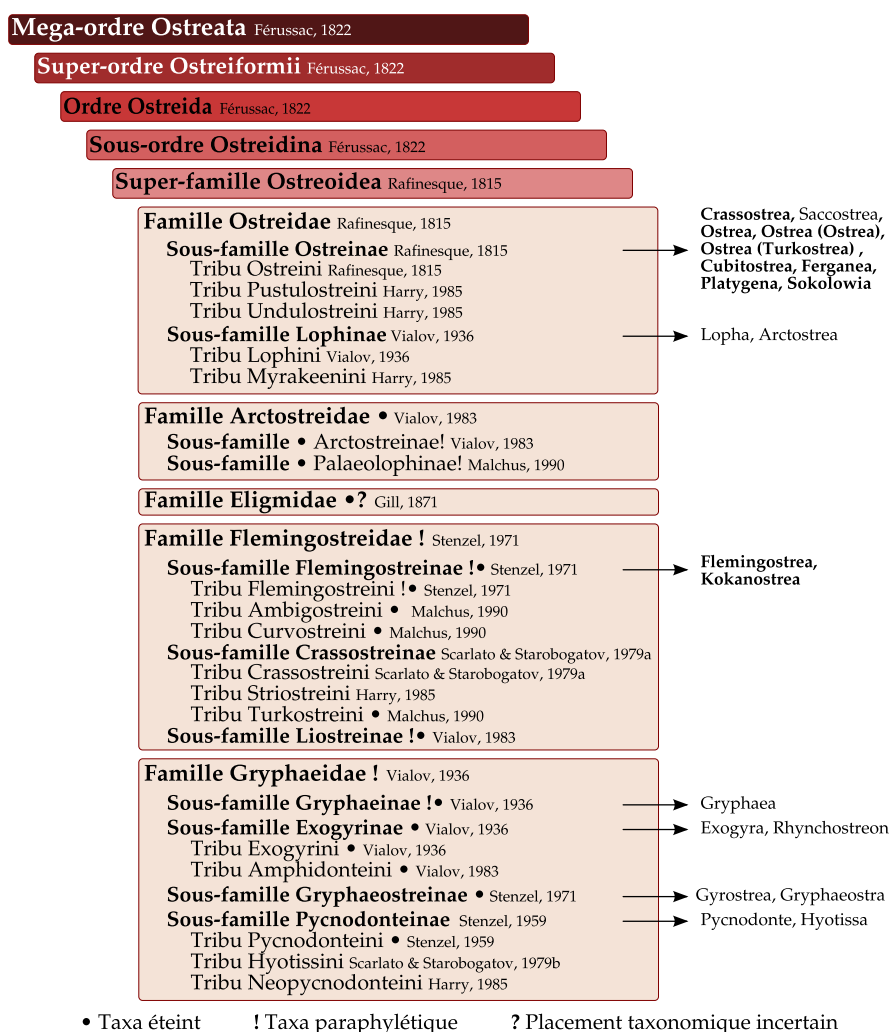 Mega-ordre Ostreata Férussac, 1822
Super-ordre Ostreiformii Férussac, 1822
Ordre Ostreida Férussac, 1822
Sous-ordre Ostreidina Férussac, 1822
Super-famille Ostreoidea Rafinesque, 1815
Famille Ostreidae Rafinesque, 1815
Sous-famille Ostreinae Rafinesque, 1815
Tribu Ostreini Rafinesque, 1815
Tribu Pustulostreini Harry, 1985
Tribu Undulostreini Harry, 1985
Crassostrea, Saccostrea,
Ostrea, Ostrea (Ostrea),
Ostrea (Turkostrea) ,
Cubitostrea, Ferganea,
Platygena, Sokolowia
Sous-famille Lophinae Vialov, 1936
Lopha, Arctostrea
Tribu Lophini Vialov, 1936
Tribu Myrakeenini Harry, 1985
Famille Arctostreidae • Vialov, 1983
Sous-famille • Arctostreinae! Vialov, 1983
Sous-famille • Palaeolophinae! Malchus, 1990
Famille Eligmidae •? Gill, 1871
Famille Flemingostreidae ! Stenzel, 1971
Sous-famille Flemingostreinae !• Stenzel, 1971
Flemingostrea,
Kokanostrea
Tribu Flemingostreini !• Stenzel, 1971
Tribu Ambigostreini • Malchus, 1990
Tribu Curvostreini • Malchus, 1990
Sous-famille Crassostreinae Scarlato & Starobogatov, 1979a
Tribu Crassostreini Scarlato & Starobogatov, 1979a
Tribu Striostreini Harry, 1985
Tribu Turkostreini • Malchus, 1990
Sous-famille Liostreinae !• Vialov, 1983
Famille Gryphaeidae ! Vialov, 1936
Sous-famille Gryphaeinae !• Vialov, 1936
Gryphaea
Sous-famille Exogyrinae • Vialov, 1936
Exogyra, Rhynchostreon
Tribu Exogyrini • Vialov, 1936
Tribu Amphidonteini • Vialov, 1983
Sous-famille Gryphaeostreinae • Stenzel, 1971
Gyrostrea, Gryphaeostra
Sous-famille Pycnodonteinae Stenzel, 1959
Pycnodonte, Hyotissa
Tribu Pycnodonteini • Stenzel, 1959
Tribu Hyotissini Scarlato & Starobogatov, 1979b
Tribu Neopycnodonteini Harry, 1985
• Taxa éteint ! Taxa paraphylétique ? Placement taxonomique incertain